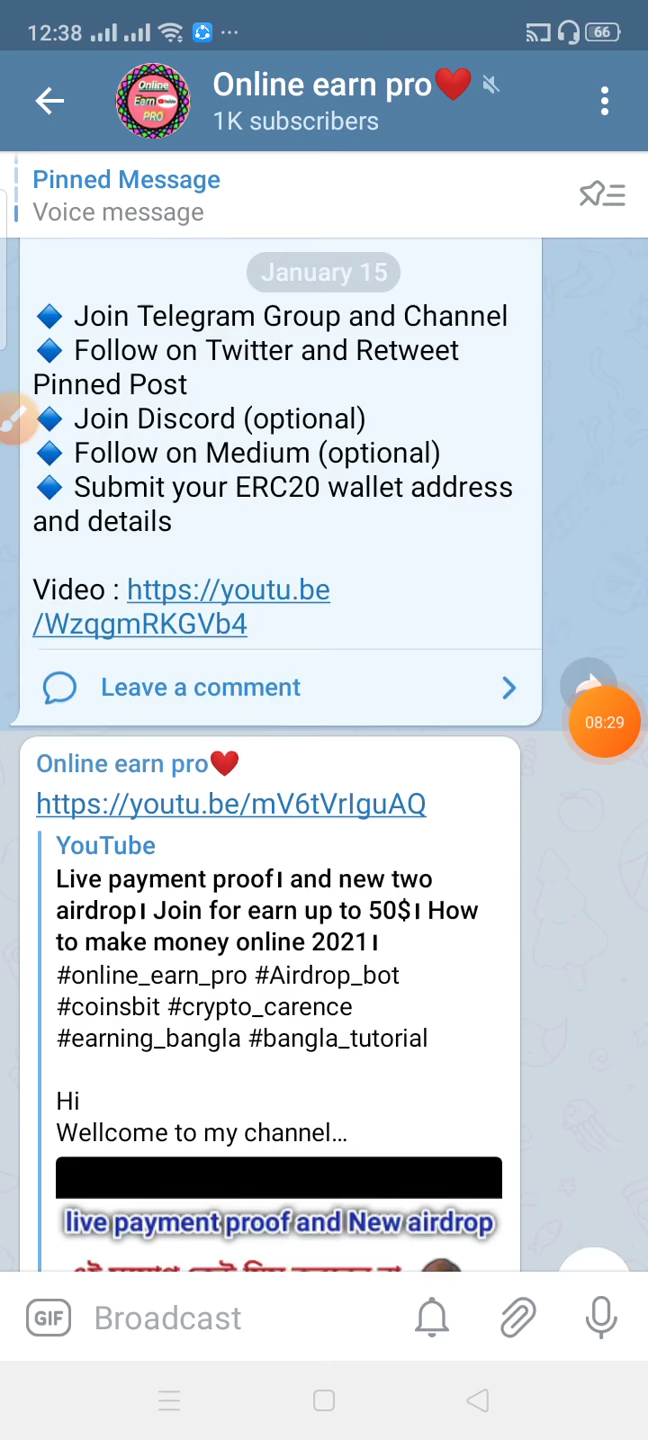 12:38
66
Online
Earn
PRO
Online earn pro❤️
1K subscribers
Pinned Message
Voice message
January 15
🔷 Join Telegram Group and Channel
🔷 Follow on Twitter and Retweet
Pinned Post
🔷 Join Discord (optional)
🔷 Follow on Medium (optional)
🔷 Submit your ERC20 wallet address
and details
Video : https://youtu.be
/WzqgmRKGVb4
Leave a comment
08:29
Online earn pro❤️
https://youtu.be/mV6tVrIguAQ
YouTube
Live payment proof। and new two
airdrop। Join for earn up to 50$। How
to make money online 2021।
#online_earn_pro #Airdrop_bot
#coinsbit #crypto_carence
#earning_bangla #bangla_tutorial
Hi
Wellcome to my channel...
live payment proof and New airdrop
GIF Broadcast